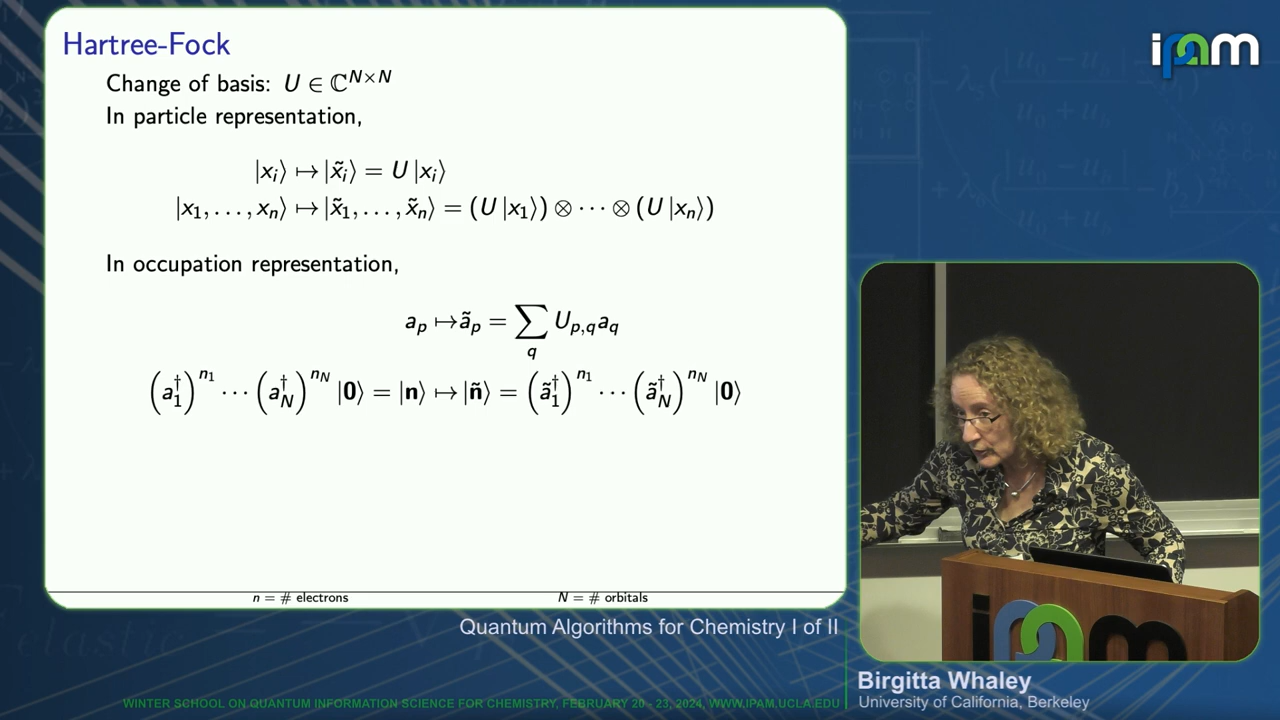 Hartree-Fock
Change of basis: U ∈ ℂ^{N×N}
In particle representation,
|x_i⟩ ↦ |x̃_i⟩ = U |x_i⟩
|x_1, ..., x_n⟩ ↦ |x̃_1, ..., x̃_n⟩ = (U |x_1⟩) ⊗ ··· ⊗ (U |x_n⟩)
In occupation representation,
a_p ↦ ã_p = ∑_q U_{p,q} a_q
(a_1^†)^{n_1} ··· (a_N^†)^{n_N} |0⟩ = |n⟩ ↦ |ñ⟩ = (ã_1^†)^{n_1} ··· (ã_N^†)^{n_N} |0⟩
n = # electrons
N = # orbitals
ipam
ipam
Quantum Algorithms for Chemistry I of II
Birgitta Whaley
University of California, Berkeley
WINTER SCHOOL ON QUANTUM INFORMATION SCIENCE FOR CHEMISTRY, FEBRUARY 20 - 23, 2024, WWW.IPAM.UCLA.EDU